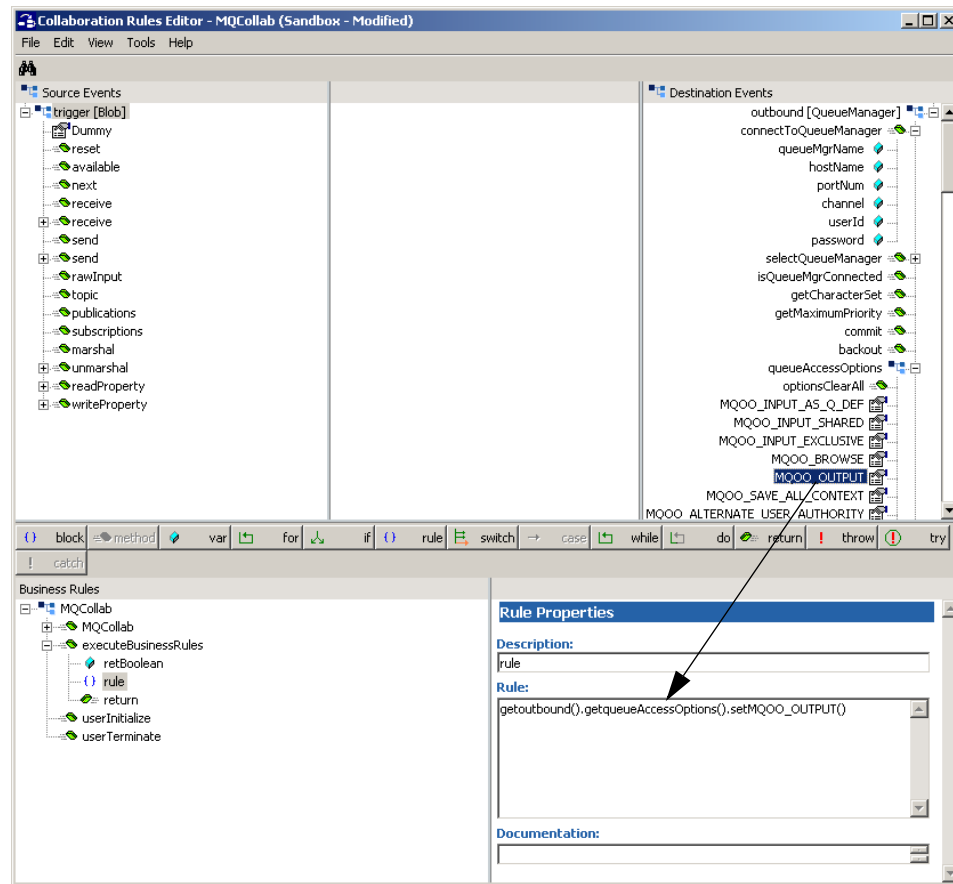 Collaboration Rules Editor - MQCollab (Sandbox - Modified)
File Edit View Tools Help
Source Events
trigger [Blob]
Dummy
reset
available
next
receive
receive
send
send
rawInput
topic
publications
subscriptions
marshal
unmarshal
readProperty
writeProperty
Destination Events
outbound [QueueManager]
connectToQueueManager
queueMgrName
hostName
portNum
channel
userId
password
selectQueueManager
isQueueMgrConnected
getCharacterSet
getMaximumPriority
commit
backout
queueAccessOptions
optionsClearAll
MQOO_INPUT_AS_Q_DEF
MQOO_INPUT_SHARED
MQOO_INPUT_EXCLUSIVE
MQOO_BROWSE
MQOO_OUTPUT
MQOO_SAVE_ALL_CONTEXT
MQOO_ALTERNATE_USER_AUTHORITY
{} block method var for if {} rule switch case while do return throw try
catch
Business Rules
MQCollab
MQCollab
executeBusinessRules
retBoolean
{} rule
return
userInitialize
userTerminate
Rule Properties
Description:
rule
Rule:
getoutbound().getqueueAccessOptions().setMQOO_OUTPUT()
Documentation: